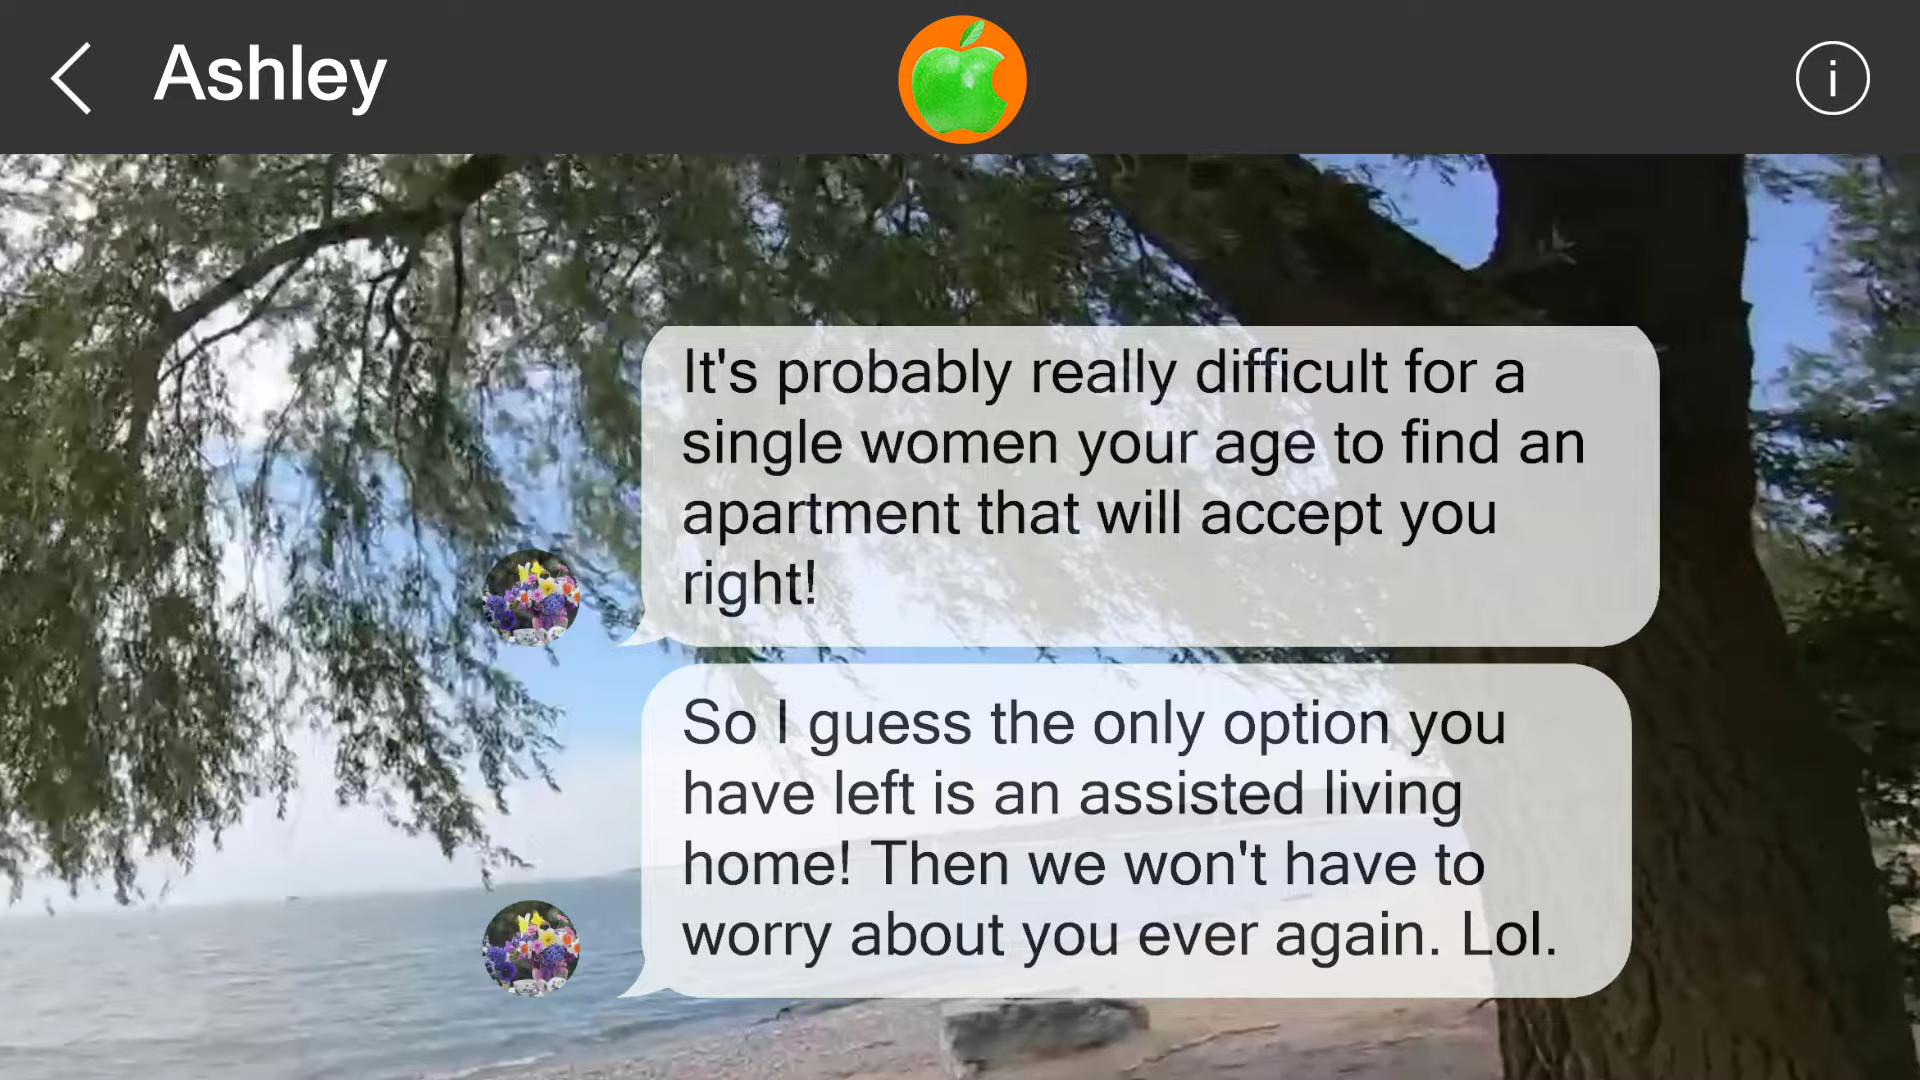 Ashley
i
It's probably really difficult for a
single women your age to find an
apartment that will accept you
right!
So I guess the only option you
have left is an assisted living
home! Then we won't have to
worry about you ever again. Lol.